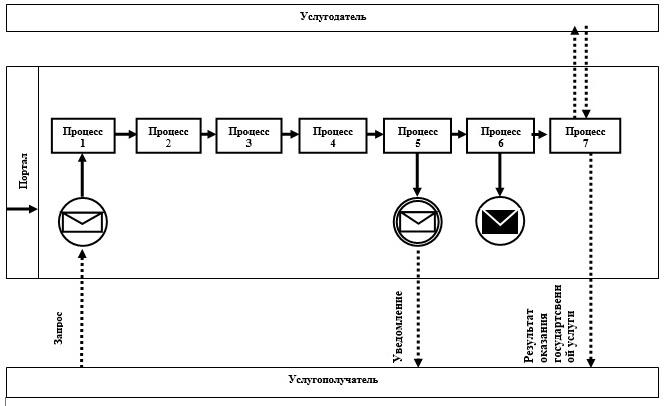 Услугодатель
Портал
Процесс
1
Процесс
2
Процесс
3
Процесс
4
Процесс
5
Процесс
6
Процесс
7
Запрос
Уведомление
Результат
оказания
государтсвенн
ой услуги
Услугополучатель